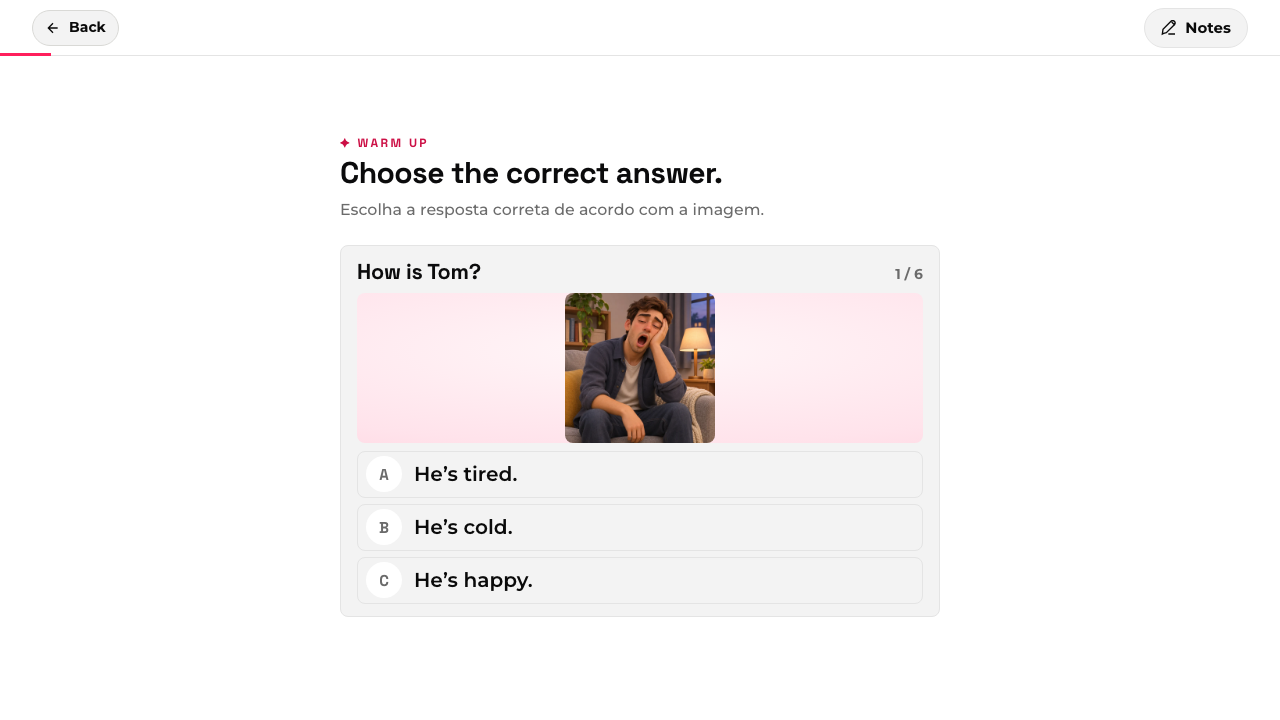 Back
Notes
WARM UP
Choose the correct answer.
Escolha a resposta correta de acordo com a imagem.
How is Tom?
1 / 6
A He’s tired.
B He’s cold.
C He’s happy.